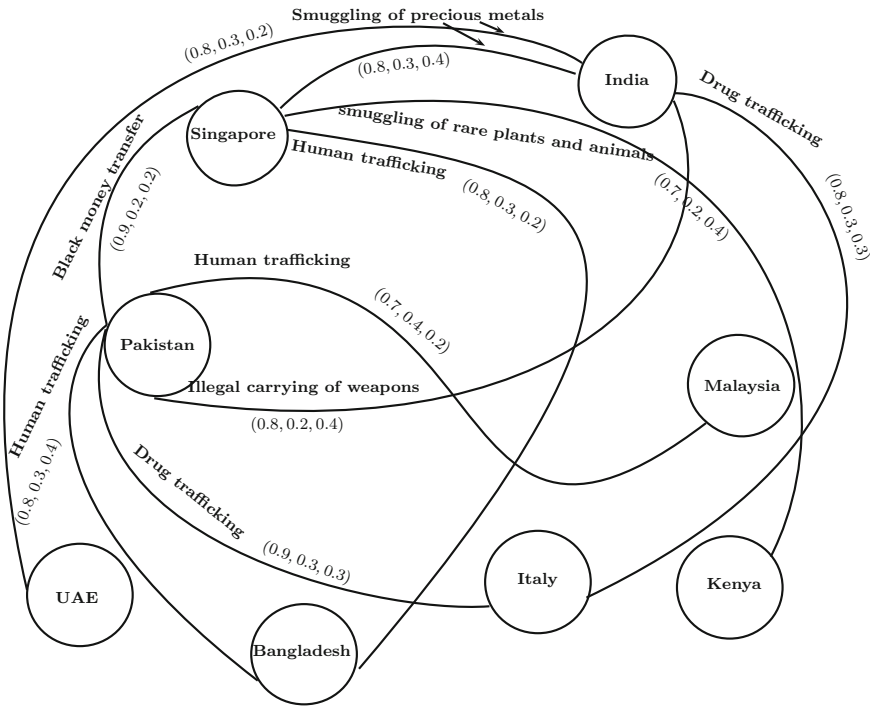 Smuggling of precious metals
(0.8, 0.3, 0.2)
(0.8, 0.3, 0.4)
India
Drug trafficking
Singapore
smuggling of rare plants and animals
Human trafficking
(0.8, 0.3, 0.2)
(0.7, 0.2, 0.4)
(0.8, 0.3, 0.3)
Black money transfer
(0.9, 0.2, 0.2)
Human trafficking
(0.7, 0.4, 0.2)
Pakistan
Illegal carrying of weapons
(0.8, 0.2, 0.4)
Malaysia
Human trafficking
(0.8, 0.3, 0.4)
Drug trafficking
(0.9, 0.3, 0.3)
UAE
Bangladesh
Italy
Kenya